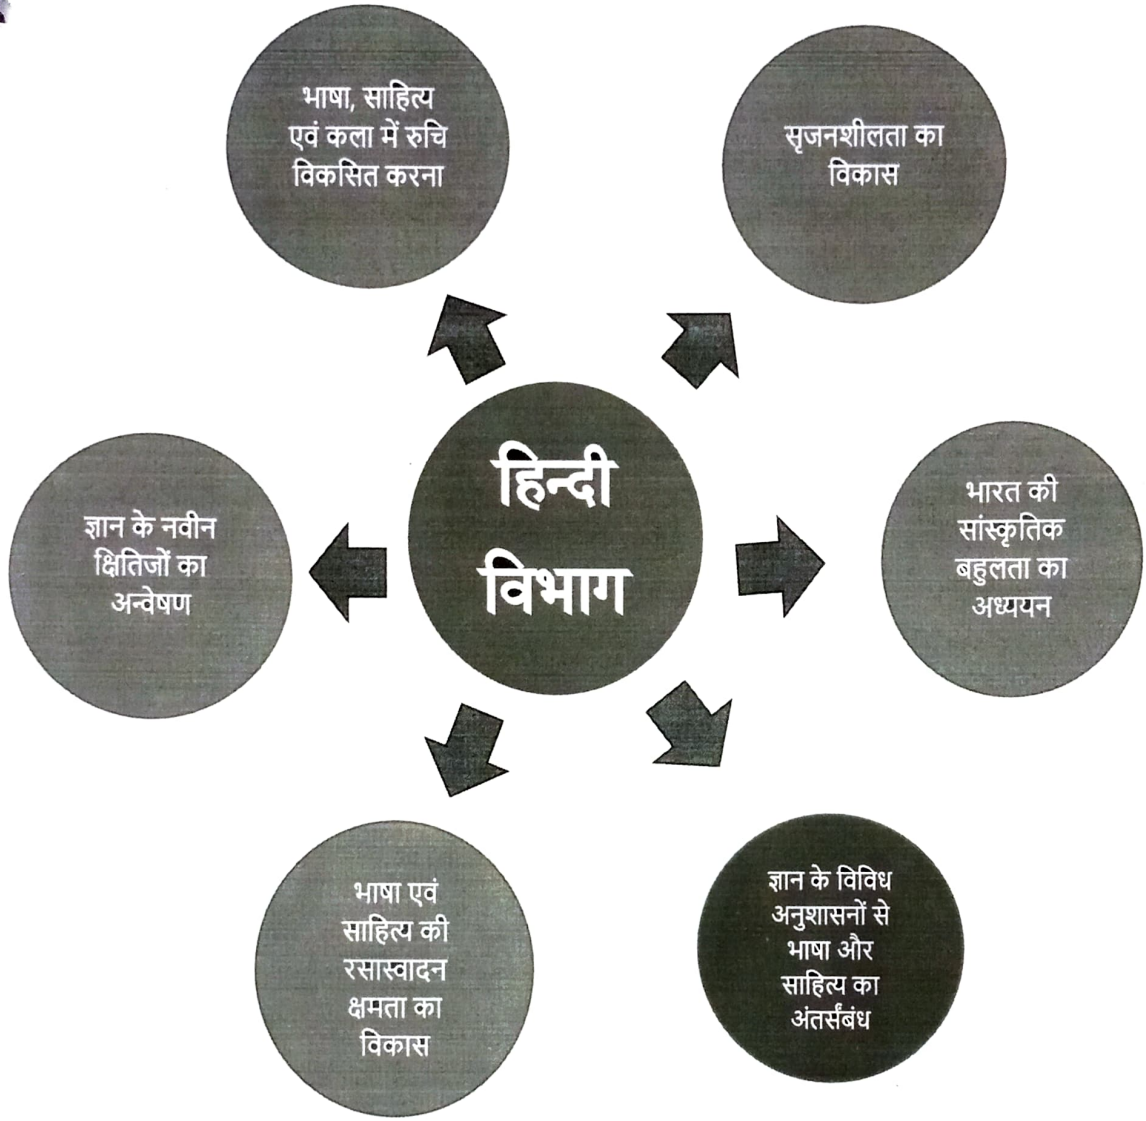 भाषा, साहित्य
एवं कला में रुचि
विकसित करना
सृजनशीलता का
विकास
हिन्दी
विभाग
ज्ञान के नवीन
क्षितिजों का
अन्वेषण
भारत की
सांस्कृतिक
बहुलता का
अध्ययन
भाषा एवं
साहित्य की
रसास्वादन
क्षमता का
विकास
ज्ञान के विविध
अनुशासनों से
भाषा और
साहित्य का
अंतर्संबंध